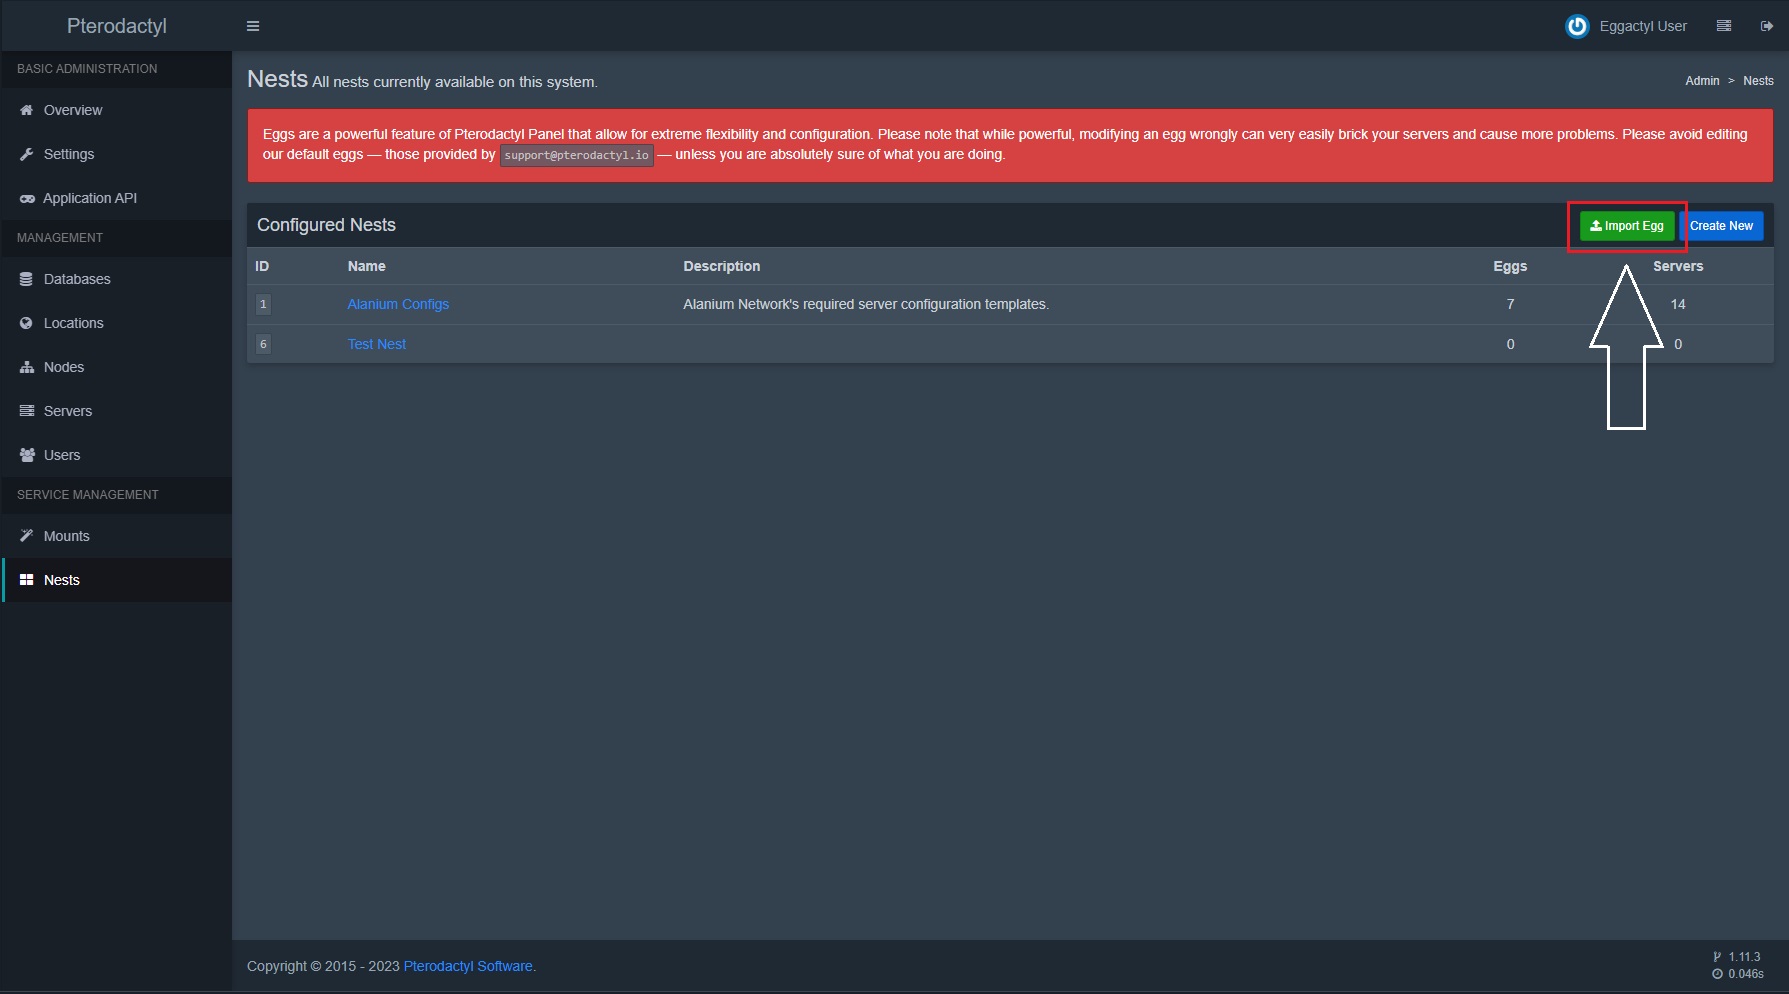 Pterodactyl
Eggactyl User
BASIC ADMINISTRATION
Overview
Settings
Application API
MANAGEMENT
Databases
Locations
Nodes
Servers
Users
SERVICE MANAGEMENT
Mounts
Nests
Nests All nests currently available on this system.
Admin > Nests
Eggs are a powerful feature of Pterodactyl Panel that allow for extreme flexibility and configuration. Please note that while powerful, modifying an egg wrongly can very easily brick your servers and cause more problems. Please avoid editing
our default eggs — those provided by support@pterodactyl.io — unless you are absolutely sure of what you are doing.
Configured Nests
Import Egg Create New
ID Name Description Eggs Servers
1 Alanium Configs Alanium Network's required server configuration templates. 7 14
6 Test Nest 0 0
Copyright © 2015 - 2023 Pterodactyl Software.
1.11.3
0.046s